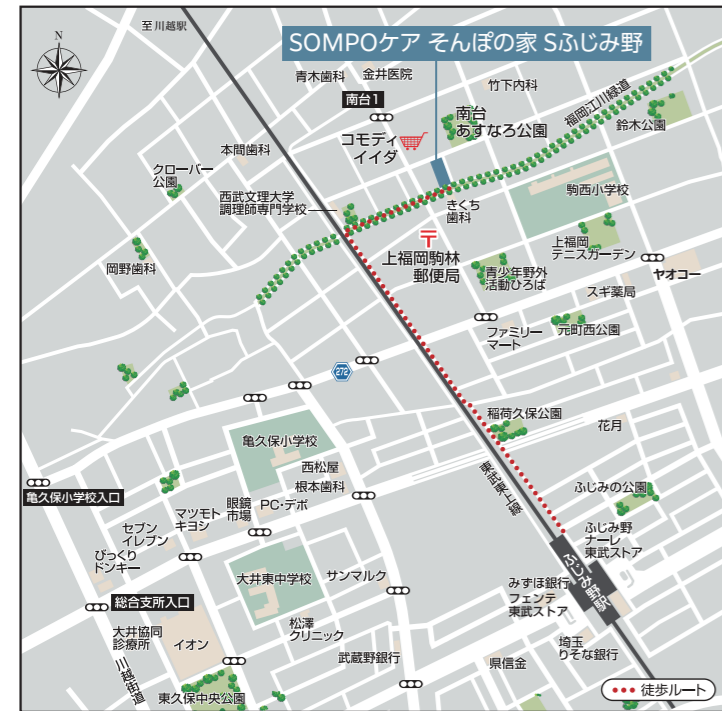 至川越駅
SOMPOケア そんぽの家 Sふじみ野
N
青木歯科
金井医院
竹下内科
南台1
福岡江川緑道
南台
あすなろ公園
鈴木公園
コモディ
イイダ
本間歯科
クローバー
公園
西武文理大学
調理師専門学校
きくち
歯科
駒西小学校
上福岡駒林
郵便局
上福岡
テニスガーデン
岡野歯科
青少年野外
活動ひろば
ヤオコー
スギ薬局
ファミリー
マート
元町西公園
272
稲荷久保公園
花月
亀久保小学校
西松屋
根本歯科
東武東上線
亀久保小学校入口
眼鏡
市場
PC・デポ
マツモト
キヨシ
セブン
イレブン
びっくり
ドンキー
ふじみの公園
ふじみ野
ナーレ
東武ストア
ふじみ野駅
大井東中学校
サンマルク
みずほ銀行
フェンテ
東武ストア
総合支所入口
大井協同
診療所
イオン
松澤
クリニック
武蔵野銀行
埼玉
りそな銀行
県信金
川越街道
東久保中央公園
徒歩ルート